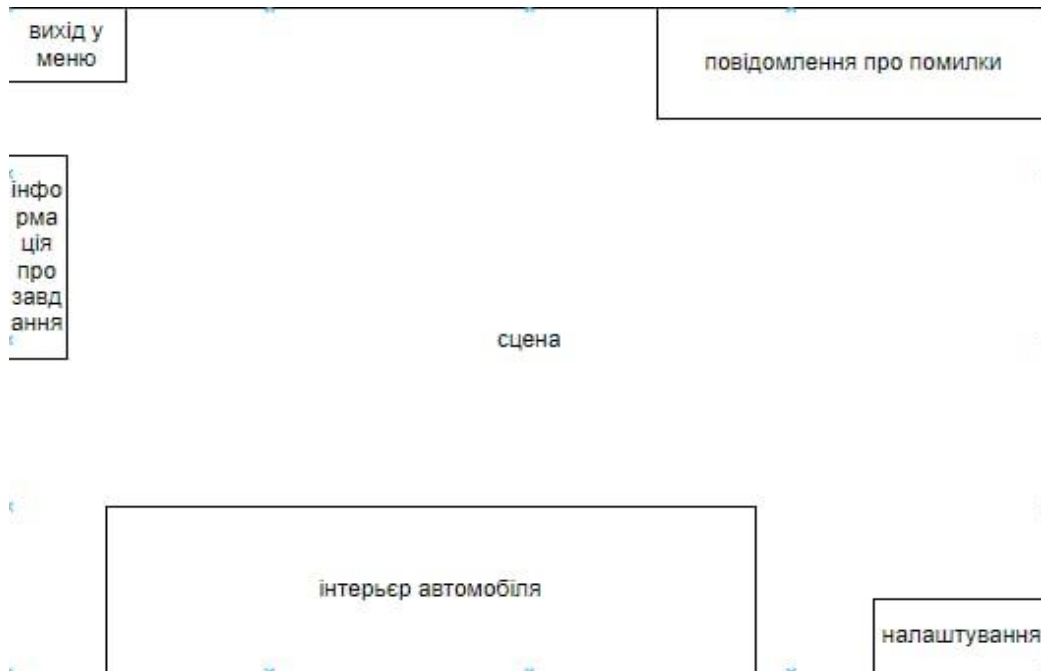 вихід у
меню
повідомлення про помилки
інфо
рма
ція
про
завд
ання
сцена
інтерьєр автомобіля
налаштування